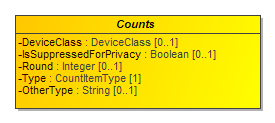 Counts
-DeviceClass : DeviceClass [0..1]
-IsSuppressedForPrivacy : Boolean [0..1]
-Round : Integer [0..1]
-Type : CountItemType [1]
-OtherType : String [0..1]